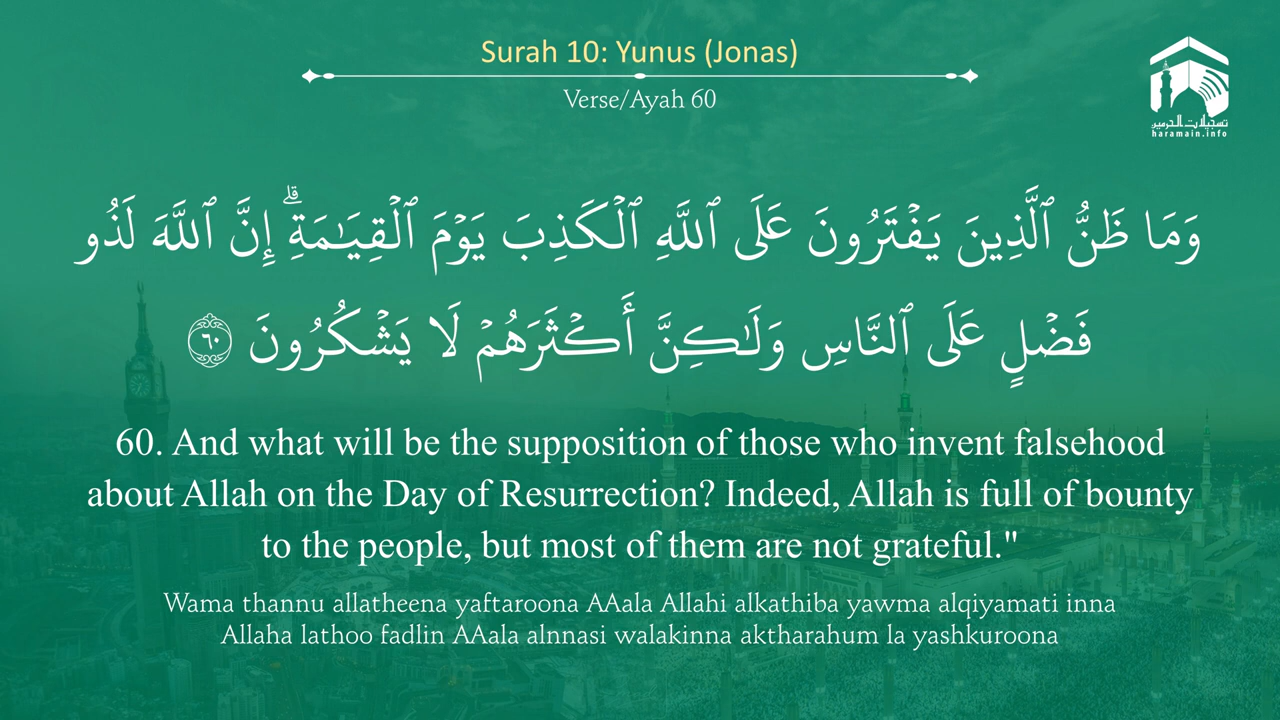 Surah 10: Yunus (Jonas)
Verse/Ayah 60
تسجيلات الحرمين
haramain.info
وَمَا ظَنُّ ٱلَّذِينَ يَفۡتَرُونَ عَلَى ٱللَّهِ ٱلۡكَذِبَ يَوۡمَ ٱلۡقِيَـٰمَةِۗ إِنَّ ٱللَّهَ لَذُو
فَضۡلٍ عَلَى ٱلنَّاسِ وَلَـٰكِنَّ أَكۡثَرَهُمۡ لَا يَشۡكُرُونَ ٦٠
60. And what will be the supposition of those who invent falsehood
about Allah on the Day of Resurrection? Indeed, Allah is full of bounty
to the people, but most of them are not grateful."
Wama thannu allatheena yaftaroona AAala Allahi alkathiba yawma alqiyamati inna
Allaha lathoo fadlin AAala alnnasi walakinna aktharahum la yashkuroona